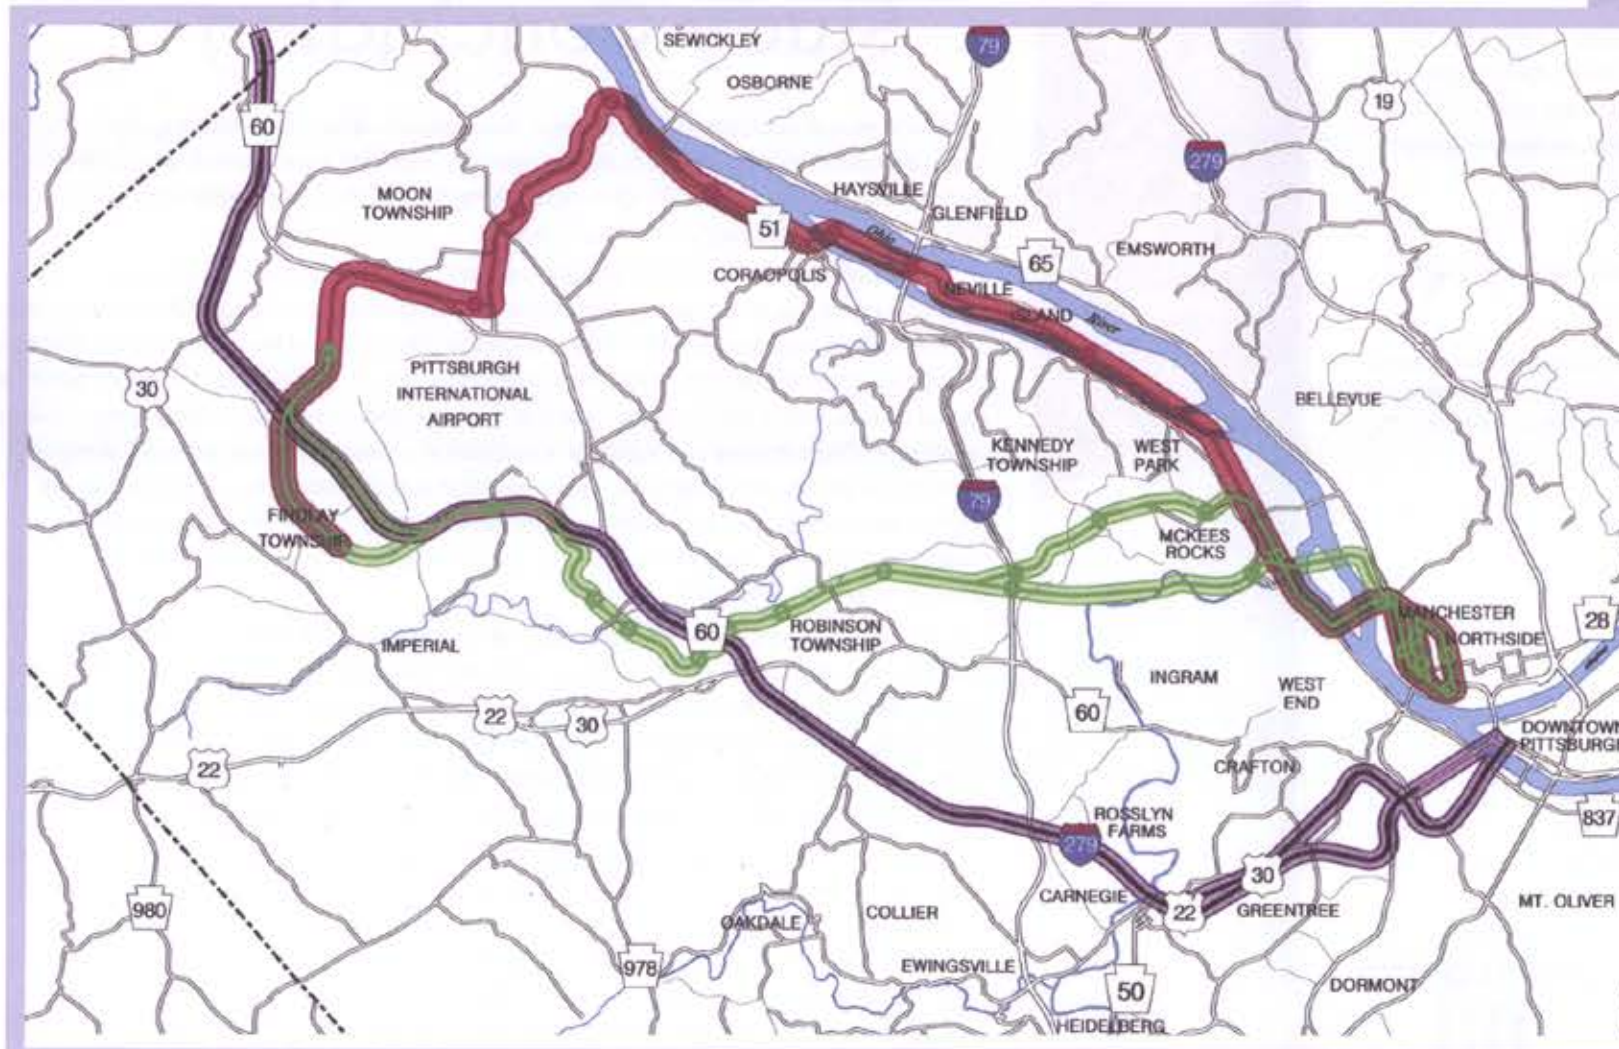 79
SEWICKLEY
OSBORNE
19
60
279
MOON
TOWNSHIP
HAYSVILLE
GLENFIELD
51
Ohio
EMSWORTH
65
CORAOPOLIS
NEVILLE
ISLAND
River
30
PITTSBURGH
INTERNATIONAL
AIRPORT
BELLEVUE
KENNEDY
TOWNSHIP
WEST
PARK
79
FINDLAY
TOWNSHIP
MCKEES
ROCKS
MANCHESTER
28
NORTHSIDE
60
ROBINSON
TOWNSHIP
IMPERIAL
INGRAM
WEST
END
60
22
30
DOWNTOWN
PITTSBURGH
22
CRAFTON
ROSSLYN
FARMS
837
279
30
CARNEGIE
22
GREENTREE
MT. OLIVER
980
OAKDALE
COLLIER
978
EWINGSVILLE
50
DORMONT
HEIDELBERG